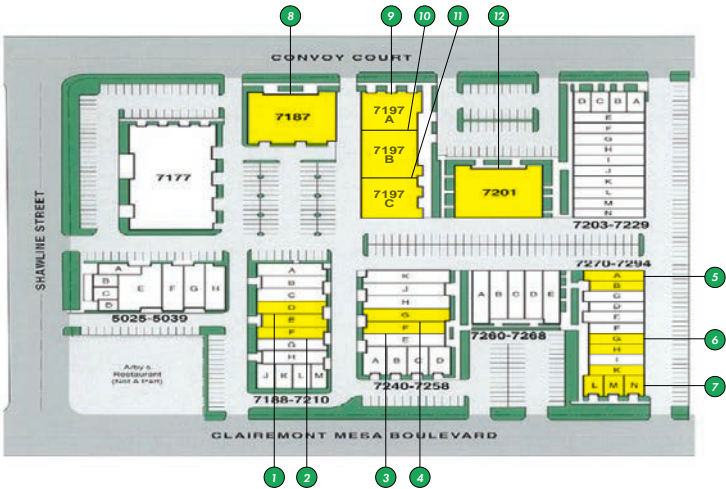 8
9
10
11
12
CONVOY COURT
7187
7197
A
7197
B
7197
C
7177
7201
D C B A
E
F
G
H
I
J
K
L
M
N
7203-7229
SHAWLINE STREET
A
B
C
D
E F G H
5025-5039
A
B
C
D
E
F
G
H
J K L M
7188-7210
K
J
H
G
F
E
A B C D
7240-7258
A B C D E
7260-7268
7270-7294
A
B
G
D
E
F
G
H
I
K
L M N
5
6
7
Arby's
Restaurant
(Not A Part)
CLAIREMONT MESA BOULEVARD
1
2
3
4